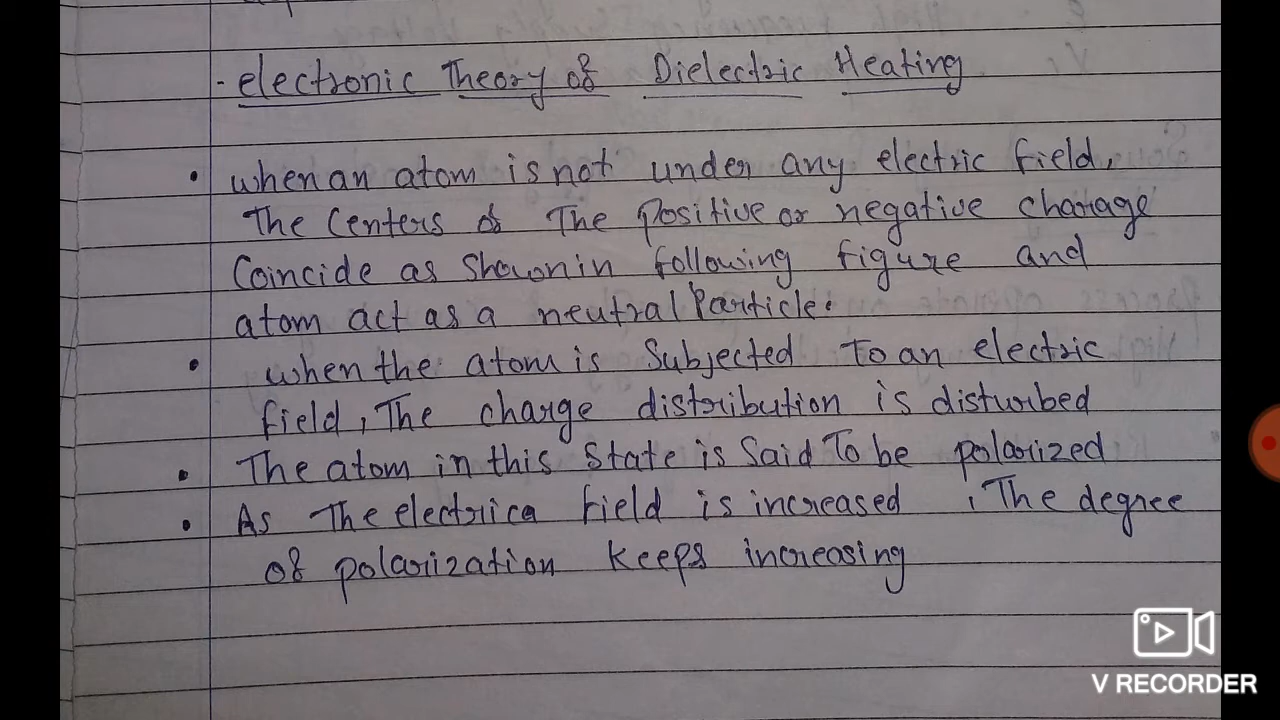 - electronic Theory of Dielectric Heating
• when an atom is not under any electric field,
The Centers of The Positive or negative charage
Coincide as Shown in following figure and
atom act as a neutral Particle.
• when the atom is Subjected To an electric
field, The charge distribution is disturbed
• The atom in this State is Said To be polarized
• As The electrica field is increased , The degree
of polarization keeps increasing
V RECORDER